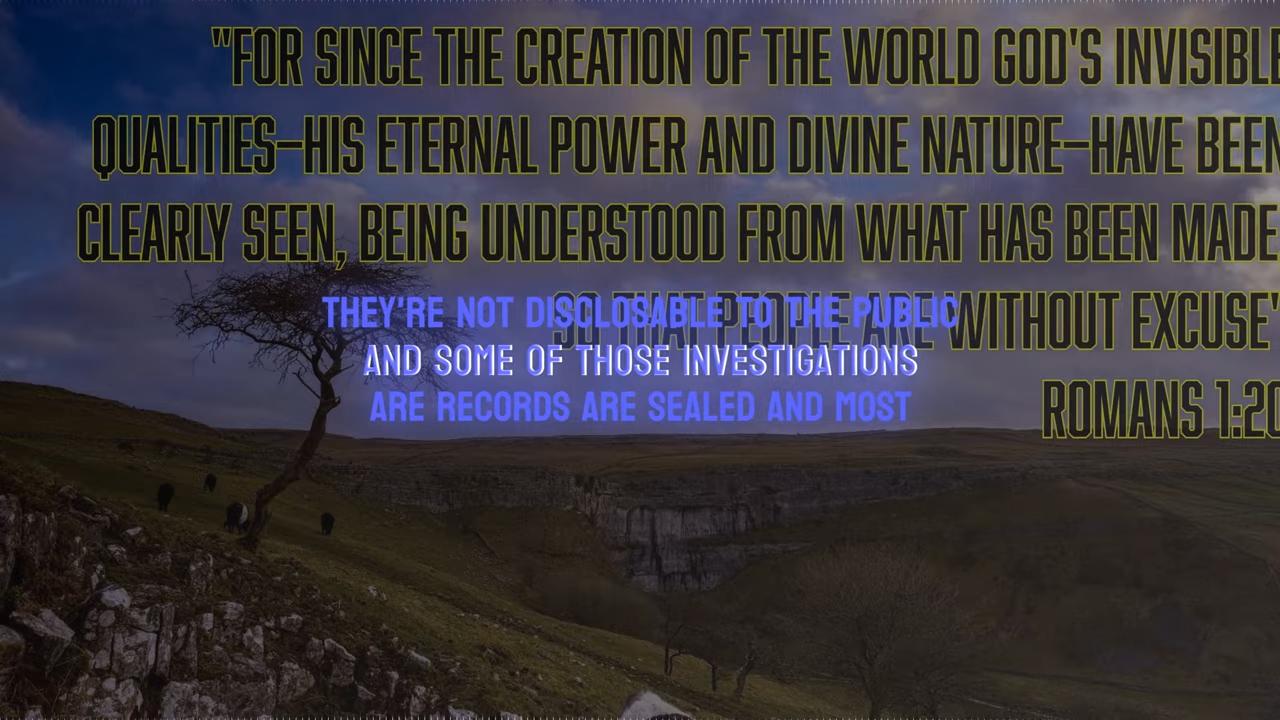 "FOR SINCE THE CREATION OF THE WORLD GOD'S INVISIBLE
QUALITIES—HIS ETERNAL POWER AND DIVINE NATURE—HAVE BEEN
CLEARLY SEEN, BEING UNDERSTOOD FROM WHAT HAS BEEN MADE,
SO THAT PEOPLE ARE WITHOUT EXCUSE"
ROMANS 1:20
THEY'RE NOT DISCLOSABLE TO THE PUBLIC
AND SOME OF THOSE INVESTIGATIONS
ARE RECORDS ARE SEALED AND MOST